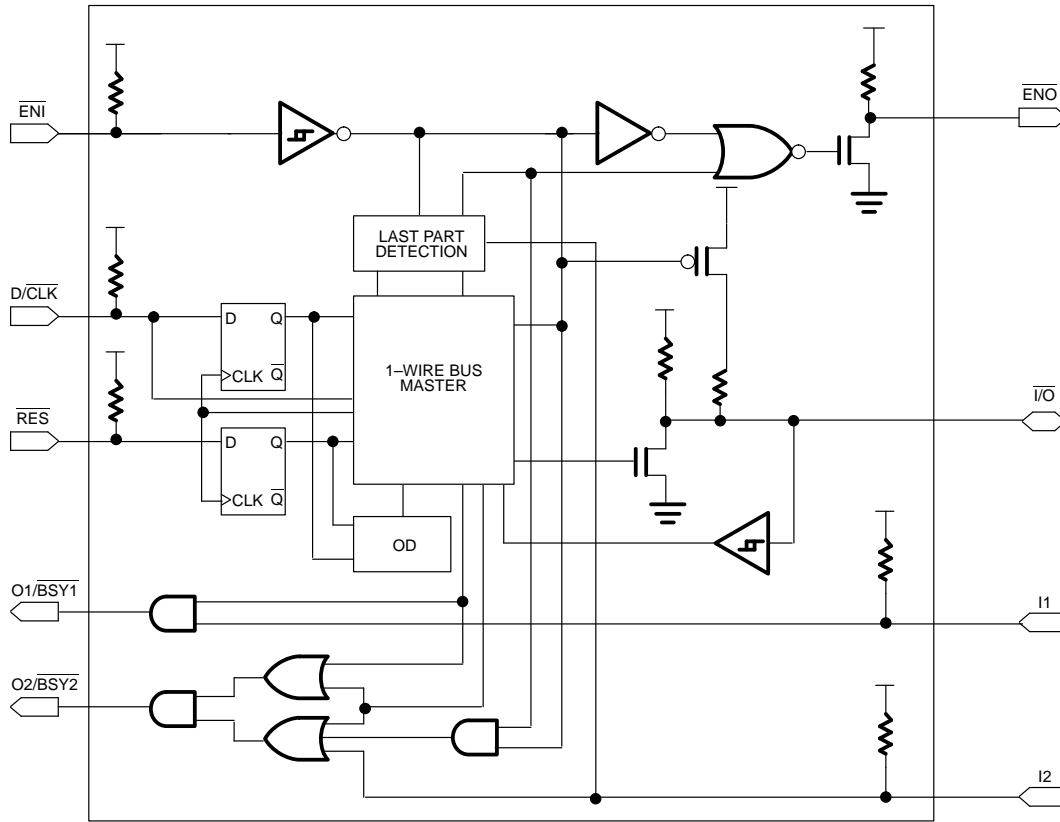 ENI
ENO
LAST PART
DETECTION
D/CLK
D Q
CLK Q
1–WIRE BUS
MASTER
RES
I/O
D Q
CLK Q
OD
O1/BSY1
I1
O2/BSY2
I2